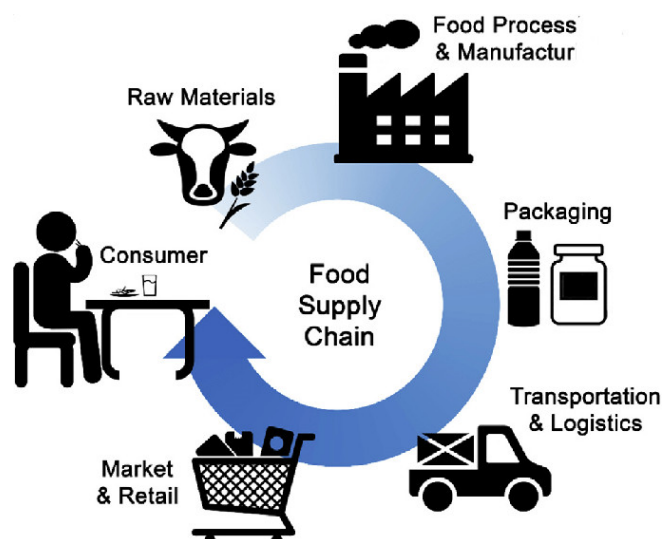 Food Process
& Manufactur
Raw Materials
Packaging
Consumer
Food
Supply
Chain
Transportation
& Logistics
Market
& Retail